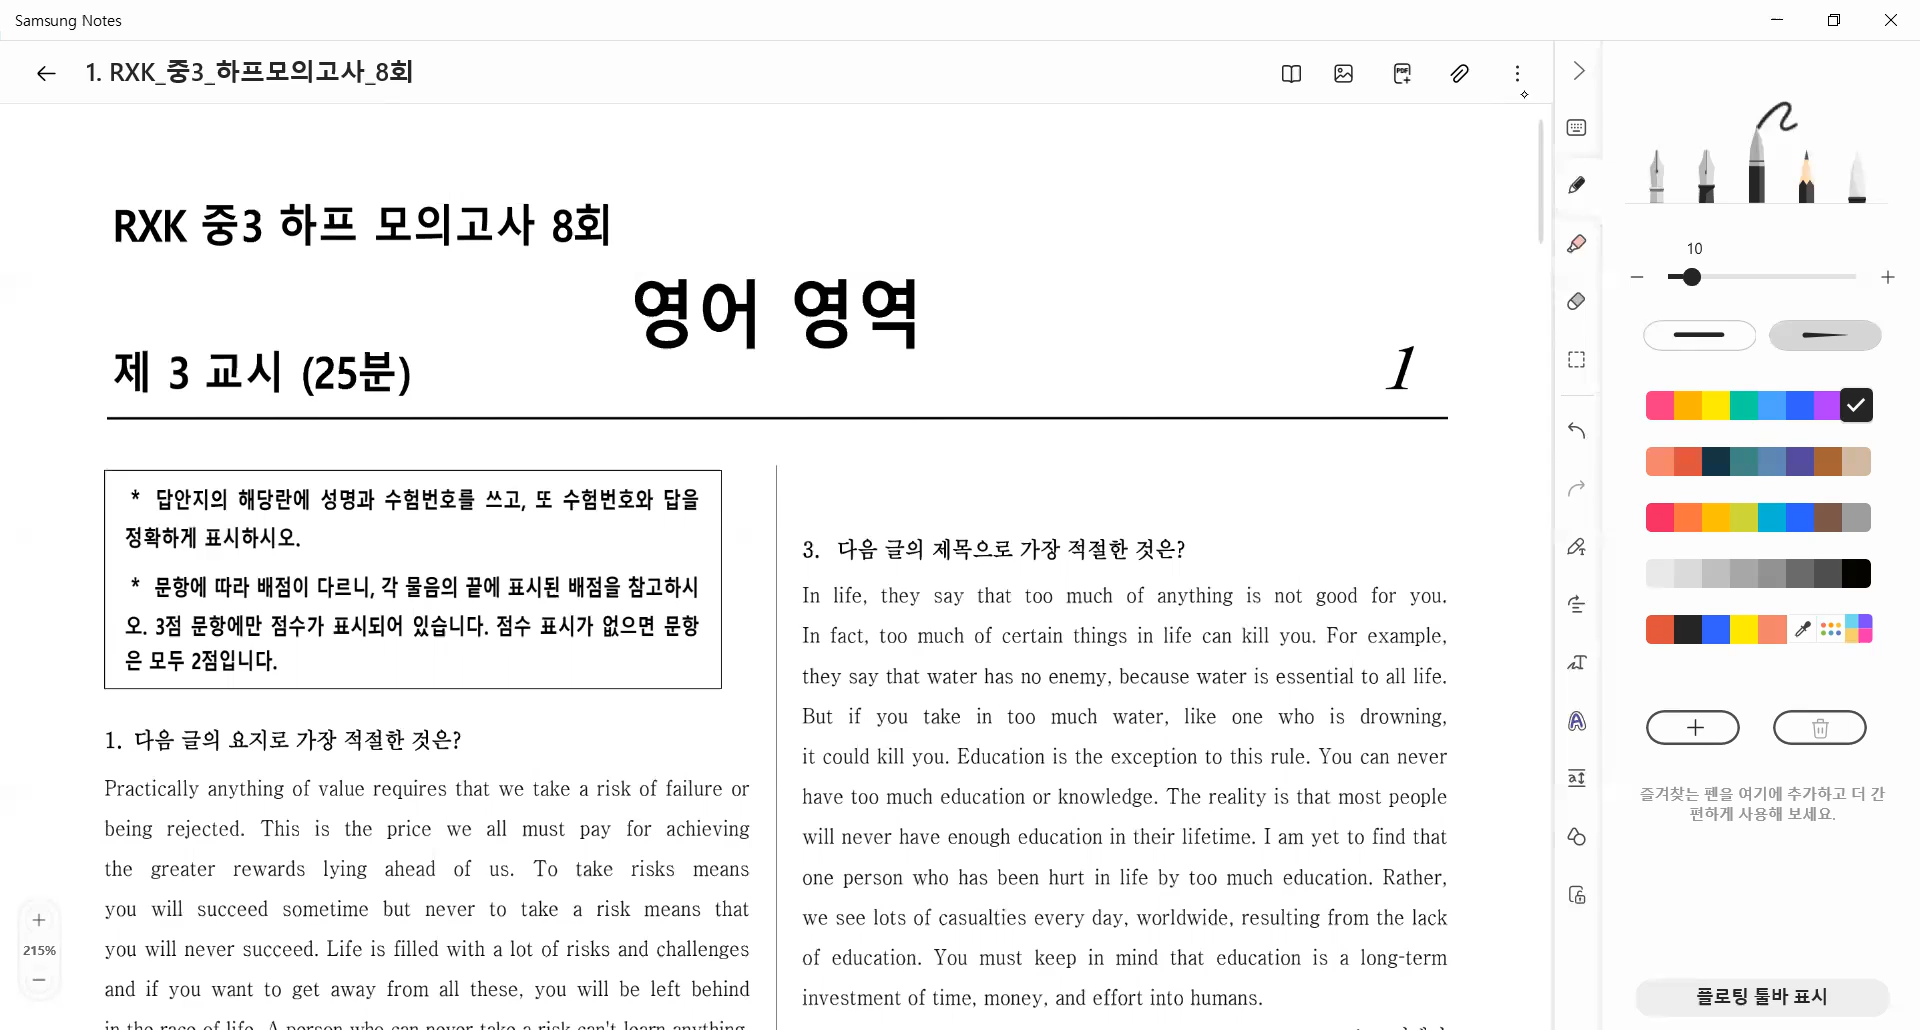 Samsung Notes
1. RXK_중3_하프모의고사_8회
RXK 중3 하프 모의고사 8회
영어 영역
제 3 교시 (25분)
1
* 답안지의 해당란에 성명과 수험번호를 쓰고, 또 수험번호와 답을
정확하게 표시하시오.
* 문항에 따라 배점이 다르니, 각 물음의 끝에 표시된 배점을 참고하시
오. 3점 문항에만 점수가 표시되어 있습니다. 점수 표시가 없으면 문항
은 모두 2점입니다.
1. 다음 글의 요지로 가장 적절한 것은?
Practically anything of value requires that we take a risk of failure or
being rejected. This is the price we all must pay for achieving
the greater rewards lying ahead of us. To take risks means
you will succeed sometime but never to take a risk means that
you will never succeed. Life is filled with a lot of risks and challenges
and if you want to get away from all these, you will be left behind
in the race of life. A person who can never take a risk can't learn anything.
3. 다음 글의 제목으로 가장 적절한 것은?
In life, they say that too much of anything is not good for you.
In fact, too much of certain things in life can kill you. For example,
they say that water has no enemy, because water is essential to all life.
But if you take in too much water, like one who is drowning,
it could kill you. Education is the exception to this rule. You can never
have too much education or knowledge. The reality is that most people
will never have enough education in their lifetime. I am yet to find that
one person who has been hurt in life by too much education. Rather,
we see lots of casualties every day, worldwide, resulting from the lack
of education. You must keep in mind that education is a long-term
investment of time, money, and effort into humans.
215%
PDF
10
즐겨찾는 펜을 여기에 추가하고 더 간
편하게 사용해 보세요.
플로팅 툴바 표시